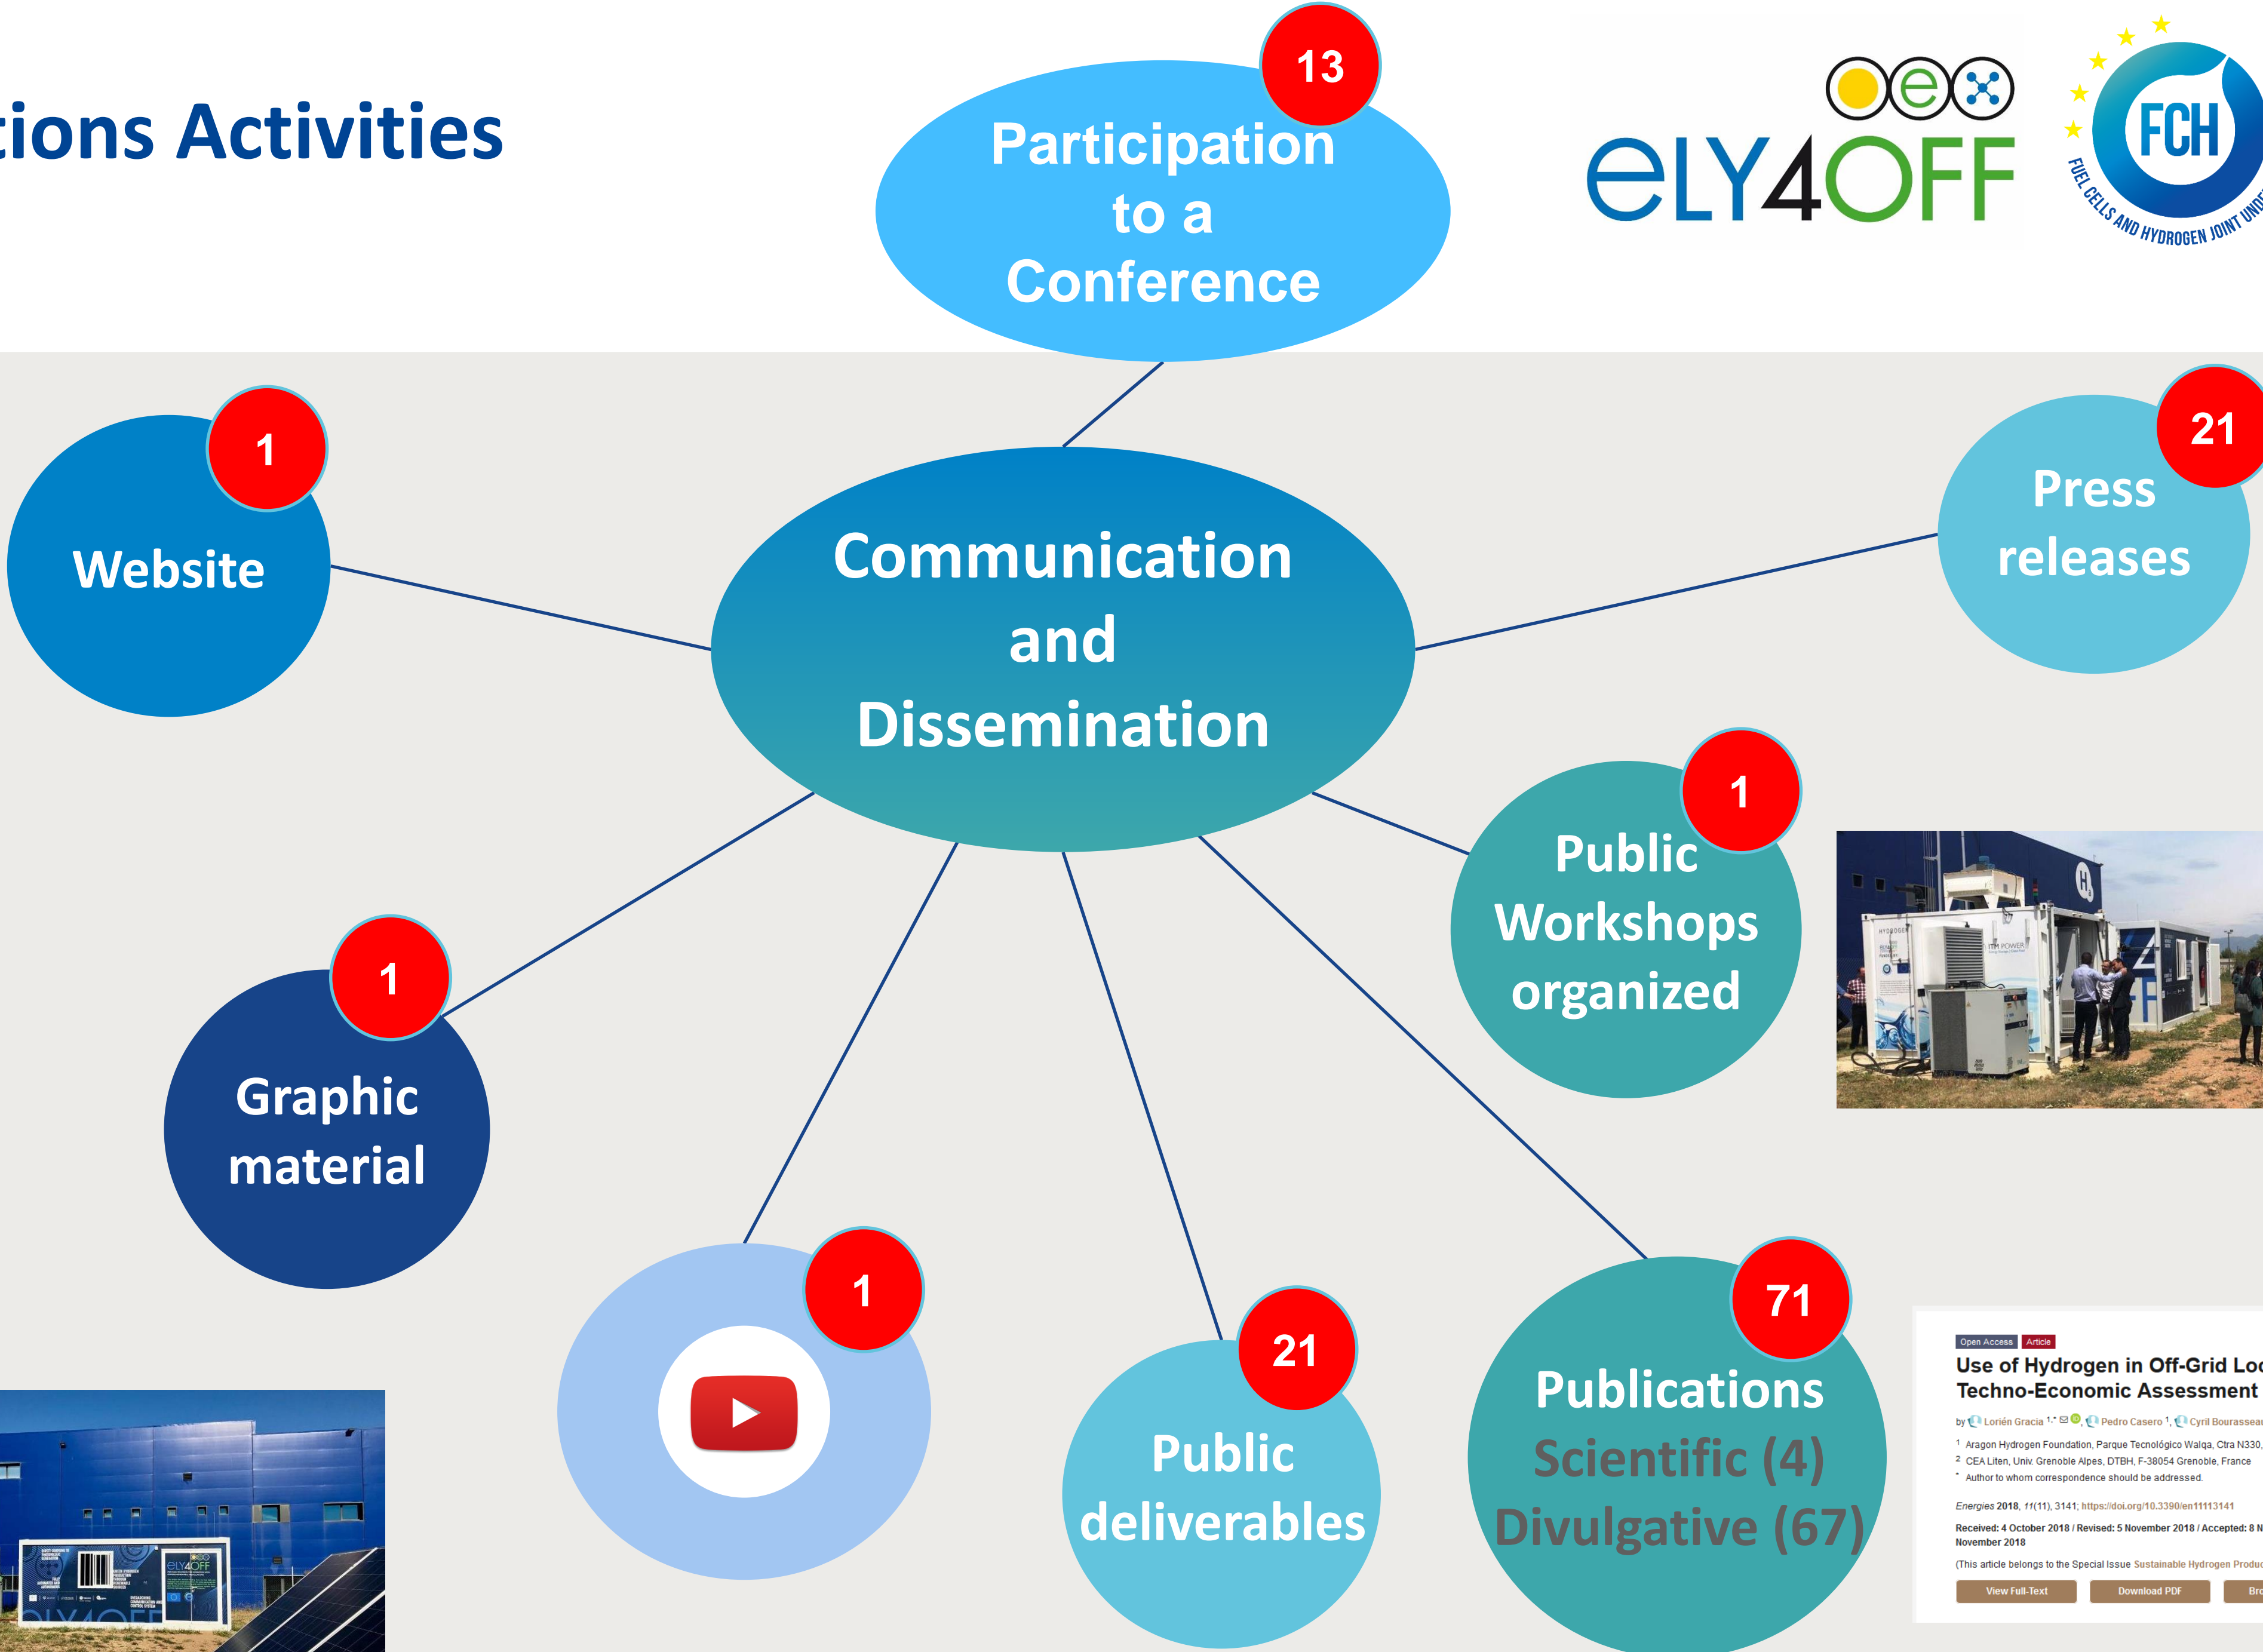 tions Activities
13
Participation
to a
Conference
eLY4OFF
FCH
FUEL CELLS AND HYDROGEN JOINT
1
Website
Communication
and
Dissemination
21
Press
releases
1
Public
Workshops
organized
H2
HYDROGEN
ITM POWER
1
Graphic
material
1
21
Public
deliverables
71
Publications
Scientific (4)
Divulgative (67)
eLY4OFF
Open Access Article
Use of Hydrogen in Off-Grid Loc
Techno-Economic Assessment
by Lorién Gracia 1,* , Pedro Casero 1, Cyril Bourasseau
1 Aragon Hydrogen Foundation, Parque Tecnológico Walqa, Ctra N330,
2 CEA Liten, Univ. Grenoble Alpes, DTBH, F-38054 Grenoble, France
* Author to whom correspondence should be addressed.
Energies 2018, 11(11), 3141; https://doi.org/10.3390/en11113141
Received: 4 October 2018 / Revised: 5 November 2018 / Accepted: 8 N
November 2018
(This article belongs to the Special Issue Sustainable Hydrogen Produc
View Full-Text Download PDF Bro